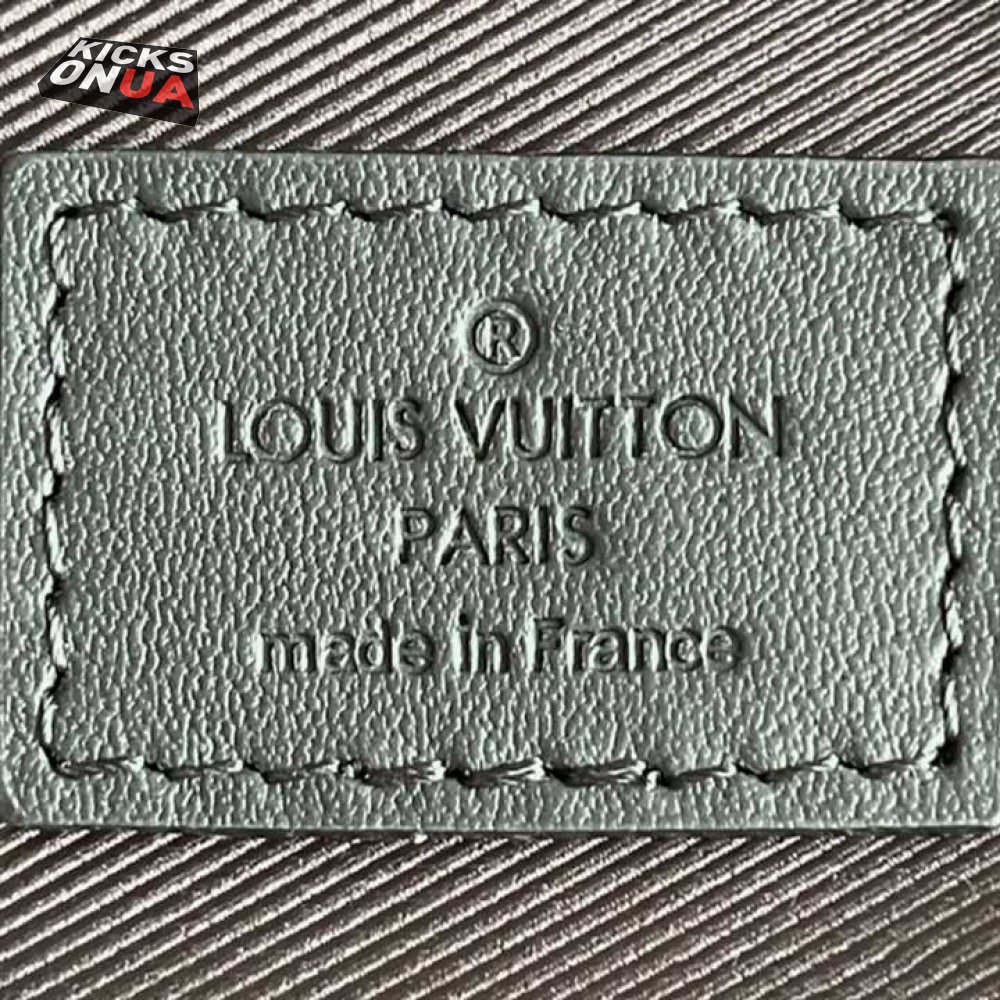 KICKS
ONUA
®
LOUIS VUITTON
PARIS
made in France